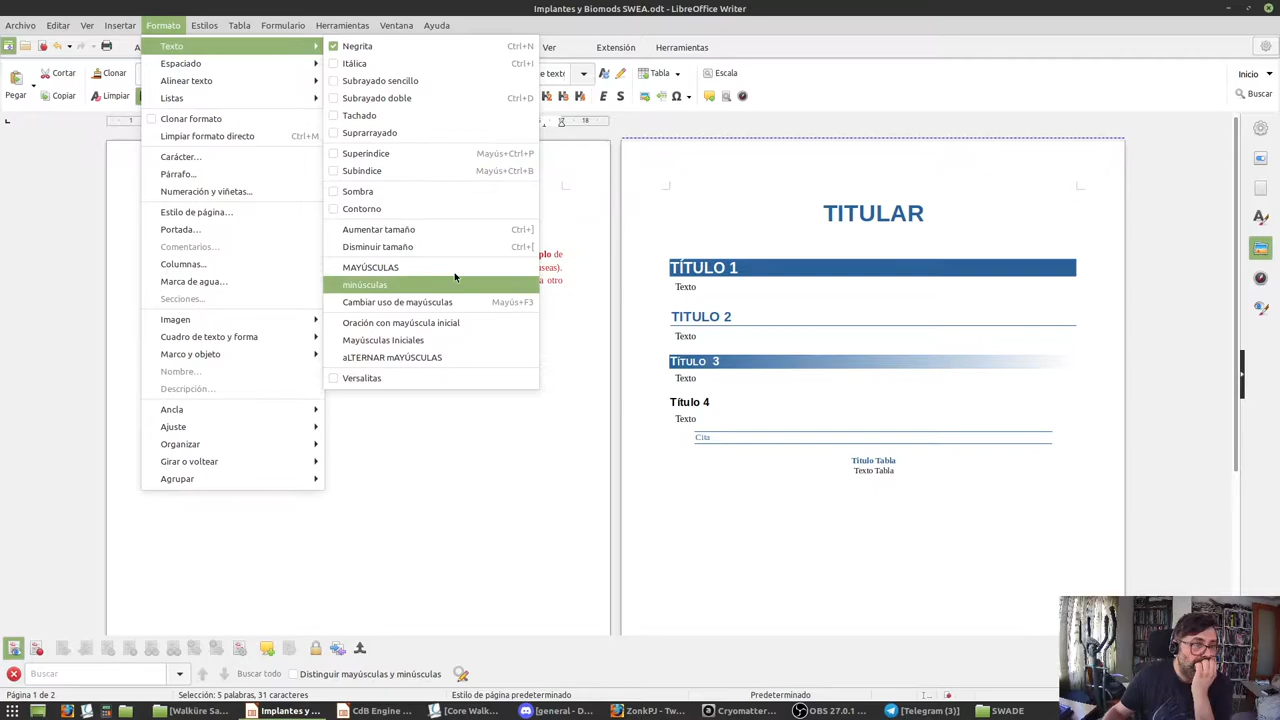 Implantes y Biomods SWEA.odt - LibreOffice Writer
Archivo Editar Ver Insertar Formato Estilos Tabla Formulario Herramientas Ventana Ayuda
Ver Extensión Herramientas
Pegar Cortar Copiar Clonar Limpiar
Tabla Escala
Inicio
Buscar
Texto
Espaciado
Alinear texto
Listas
Clonar formato
Limpiar formato directo Ctrl+M
Carácter...
Párrafo...
Numeración y viñetas...
Estilo de página...
Portada...
Comentarios...
Columnas...
Marca de agua...
Secciones...
Imagen
Cuadro de texto y forma
Marco y objeto
Nombre...
Descripción...
Ancla
Ajuste
Organizar
Girar o voltear
Agrupar
Negrita Ctrl+N
Itálica Ctrl+I
Subrayado sencillo
Subrayado doble Ctrl+D
Tachado
Suprarrayado
Superíndice Mayús+Ctrl+P
Subíndice Mayús+Ctrl+B
Sombra
Contorno
Aumentar tamaño Ctrl+]
Disminuir tamaño Ctrl+[
MAYÚSCULAS
minúsculas
Cambiar uso de mayúsculas Mayús+F3
Oración con mayúscula inicial
Mayúsculas Iniciales
aLTERNAR mAYÚSCULAS
Versalitas
1
18
de
otro
TITULAR
TÍTULO 1
Texto
TITULO 2
Texto
TÍTULO 3
Texto
Título 4
Texto
Cita
Título Tabla
Texto Tabla
Buscar Buscar todo Distinguir mayúsculas y minúsculas
Página 1 de 2 Selección: 5 palabras, 31 caracteres Estilo de página predeterminado Predeterminado
[Walküre Sa... Implantes y ... CdB Engine ... [Core Walk... [general - D... ZonkPJ - Tw... Cryomatter... OBS 27.0.1 ... [Telegram (3)] SWADE